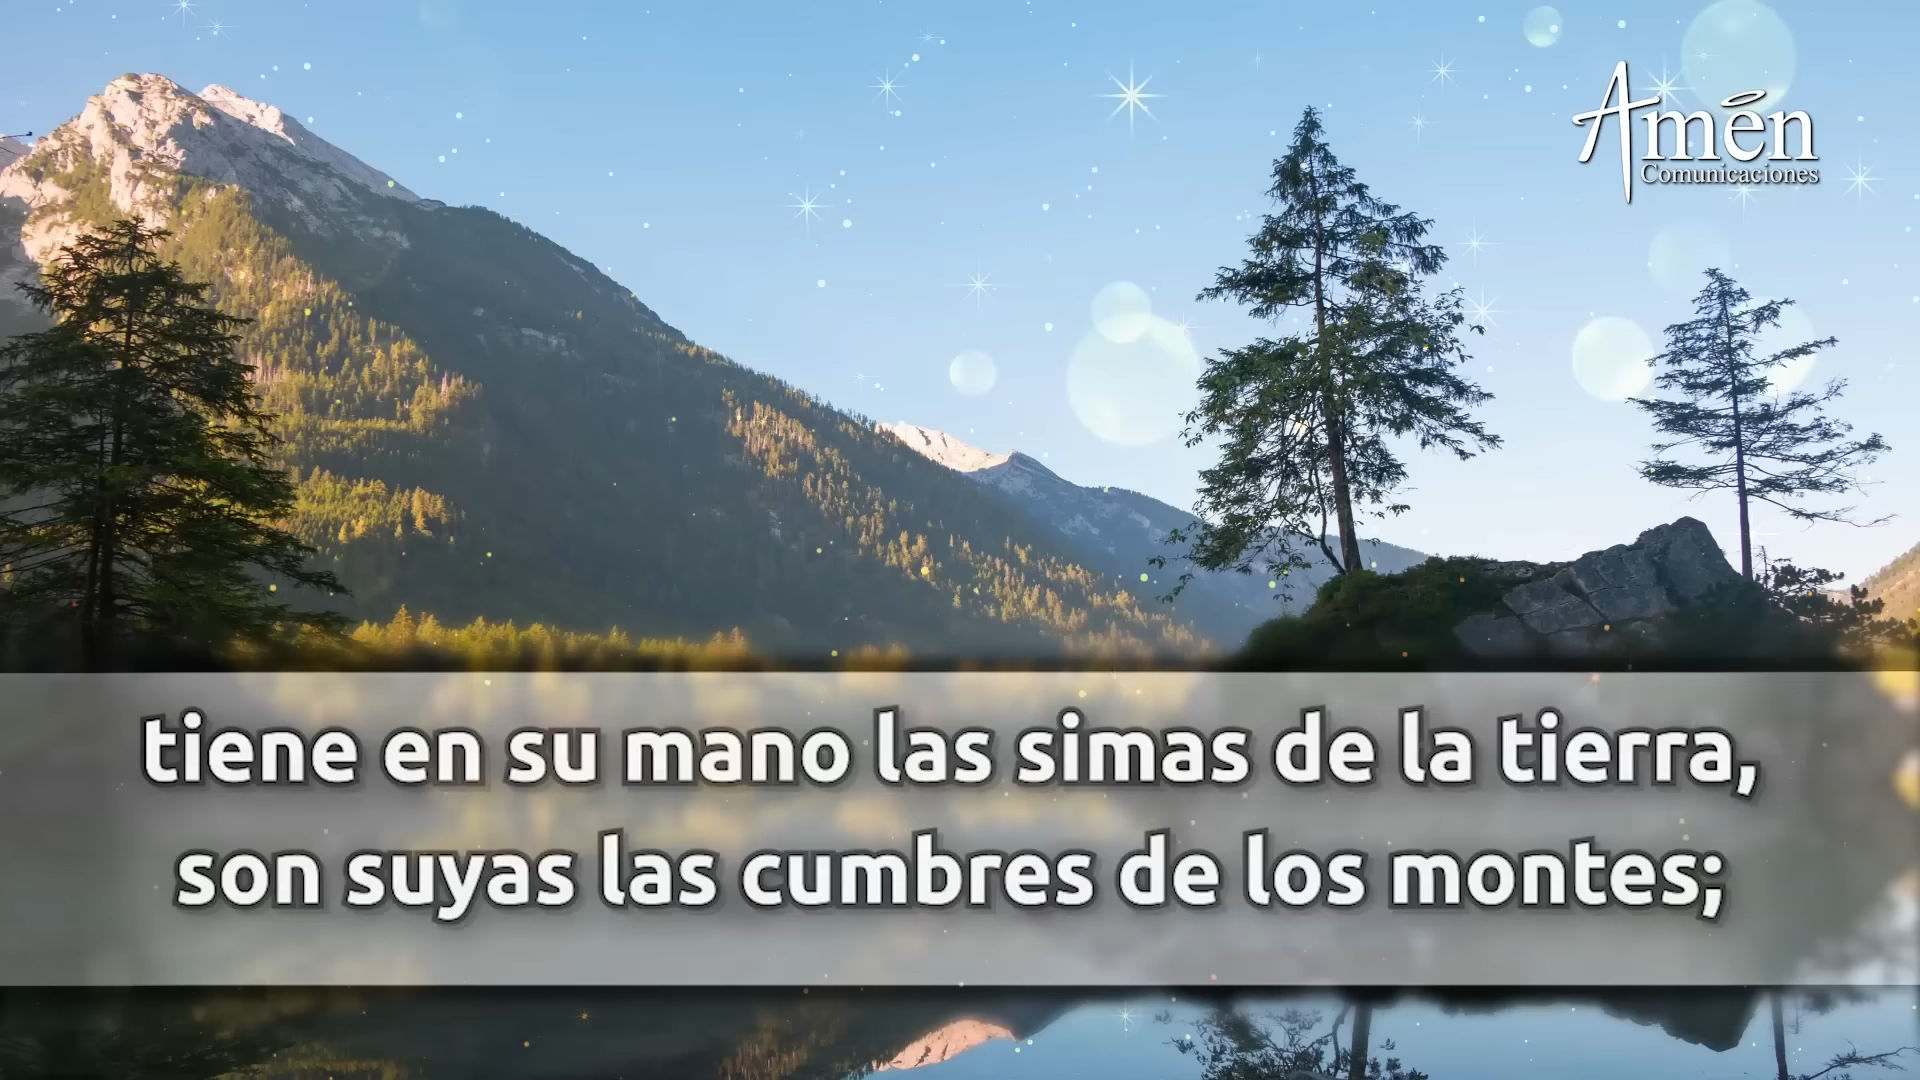 Amén
Comunicaciones
tiene en su mano las simas de la tierra,
son suyas las cumbres de los montes;